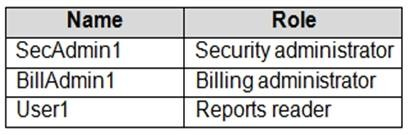 Name Role
SecAdmin1 Security administrator
BillAdmin1 Billing administrator
User1 Reports reader